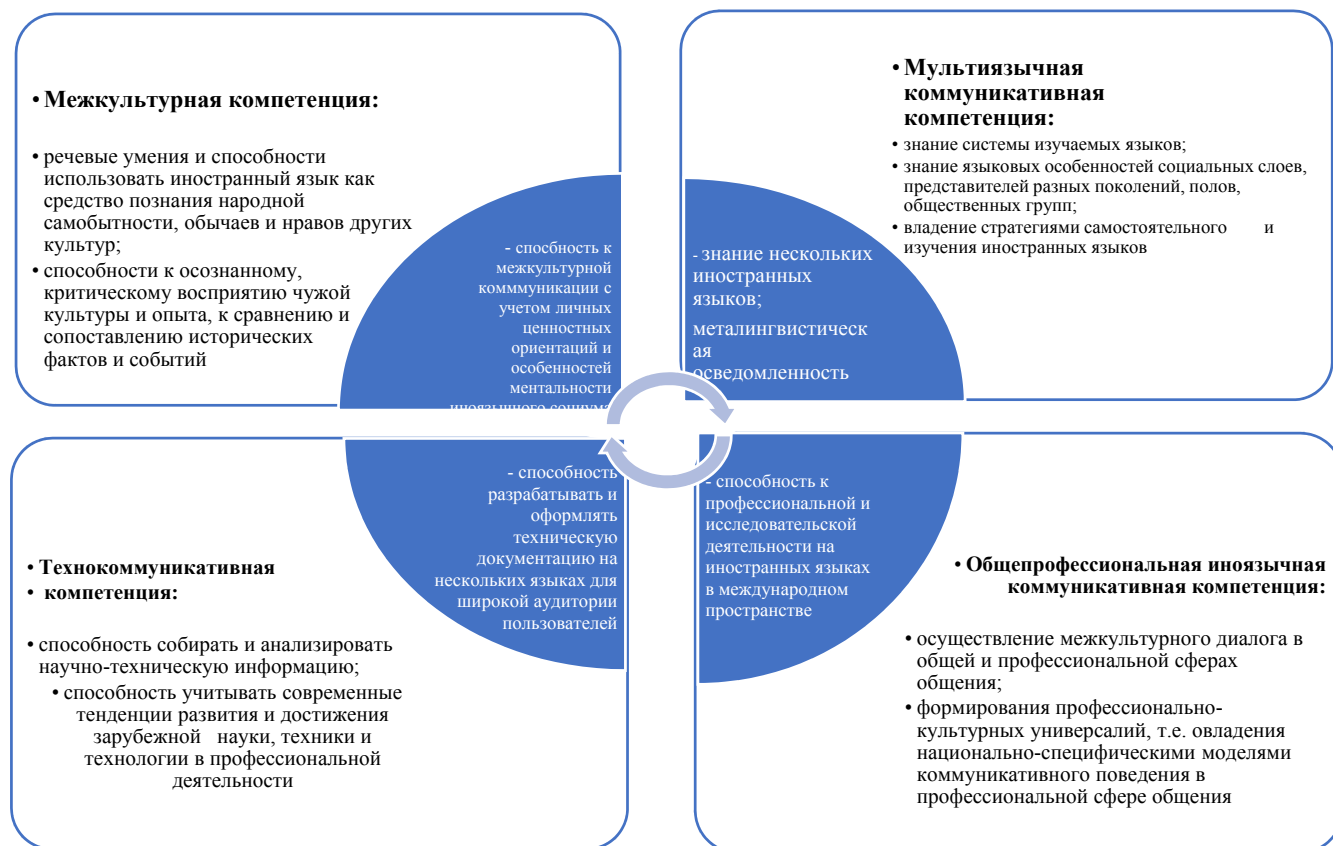 • Межкультурная компетенция:
• речевые умения и способности
использовать иностранный язык как
средство познания народной
самобытности, обычаев и нравов других
культур;
• способности к осознанному,
критическому восприятию чужой
культуры и опыта, к сравнению и
сопоставлению исторических
фактов и событий
- спосбность к
межкультурной
комммуникации с
учетом личных
ценностных
ориентаций и
особенностей
ментальности
иноязычного социума
• Мультиязычная
коммуникативная
компетенция:
• знание системы изучаемых языков;
• знание языковых особенностей социальных слоев,
представителей разных поколений, полов,
общественных групп;
• владение стратегиями самостоятельного и
изучения иностранных языков
- знание нескольких
иностранных
языков;
металингвистическ
ая
осведомленность
• Технокоммуникативная
• компетенция:
• способность собирать и анализировать
научно-техническую информацию;
• способность учитывать современные
тенденции развития и достижения
зарубежной науки, техники и
технологии в профессиональной
деятельности
- способность
разрабатывать и
оформлять
техническую
документацию на
нескольких языках для
широкой аудитории
пользователей
- способность к
профессиональной и
исследовательской
деятельности на
иностранных языках
в международном
пространстве
• Общепрофессиональная иноязычная
коммуникативная компетенция:
• осуществление межкультурного диалога в
общей и профессиональной сферах
общения;
• формирования профессионально-
культурных универсалий, т.е. овладения
национально-специфическими моделями
коммуникативного поведения в
профессиональной сфере общения